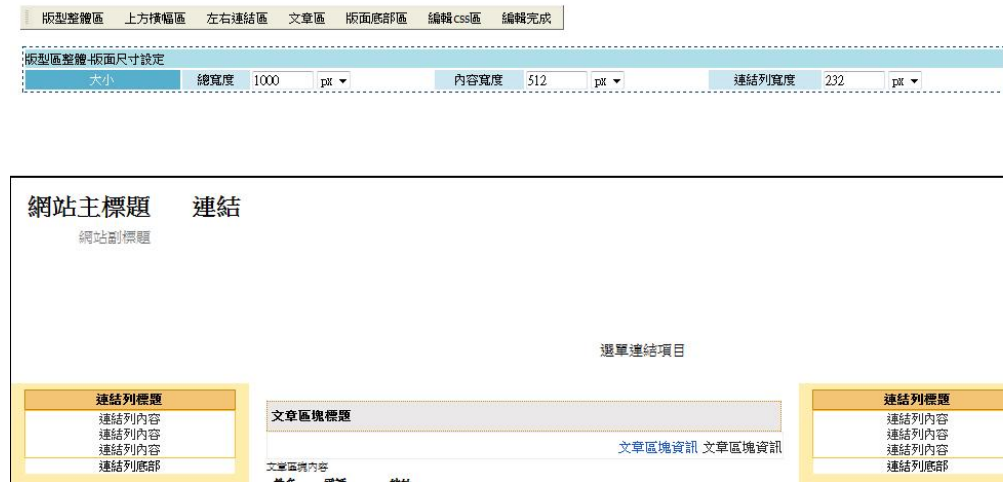 版型整體區 上方橫幅區 左右連結區 文章區 版面底部區 編輯css區 編輯完成
版型區整體-版面尺寸設定
大小 總寬度 1000 px 內容寬度 512 px 連結列寬度 232 px
網站主標題 連結
網站副標題
選單連結項目
連結列標題
連結列內容
連結列內容
連結列內容
連結列底部
文章區塊標題
文章區塊資訊 文章區塊資訊
文章區塊內容
連結列標題
連結列內容
連結列內容
連結列內容
連結列底部